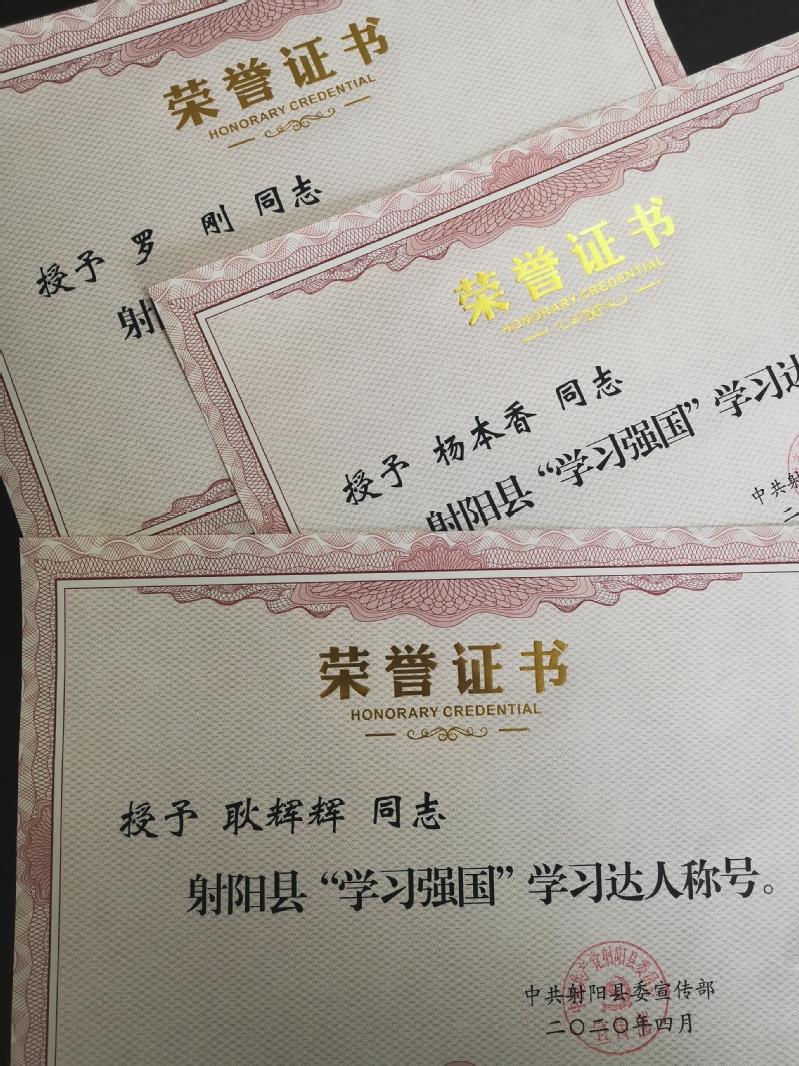 荣誉证书
HONORARY CREDENTIAL
授予 罗 刚 同志
射
荣誉证书
HONORARY CREDENTIAL
授予 杨本香 同志
射阳县“学习强国”学习达
中共射
二
荣誉证书
HONORARY CREDENTIAL
授予 耿辉辉 同志
射阳县“学习强国”学习达人称号。
中共射阳县委宣传部
二〇二〇年四月